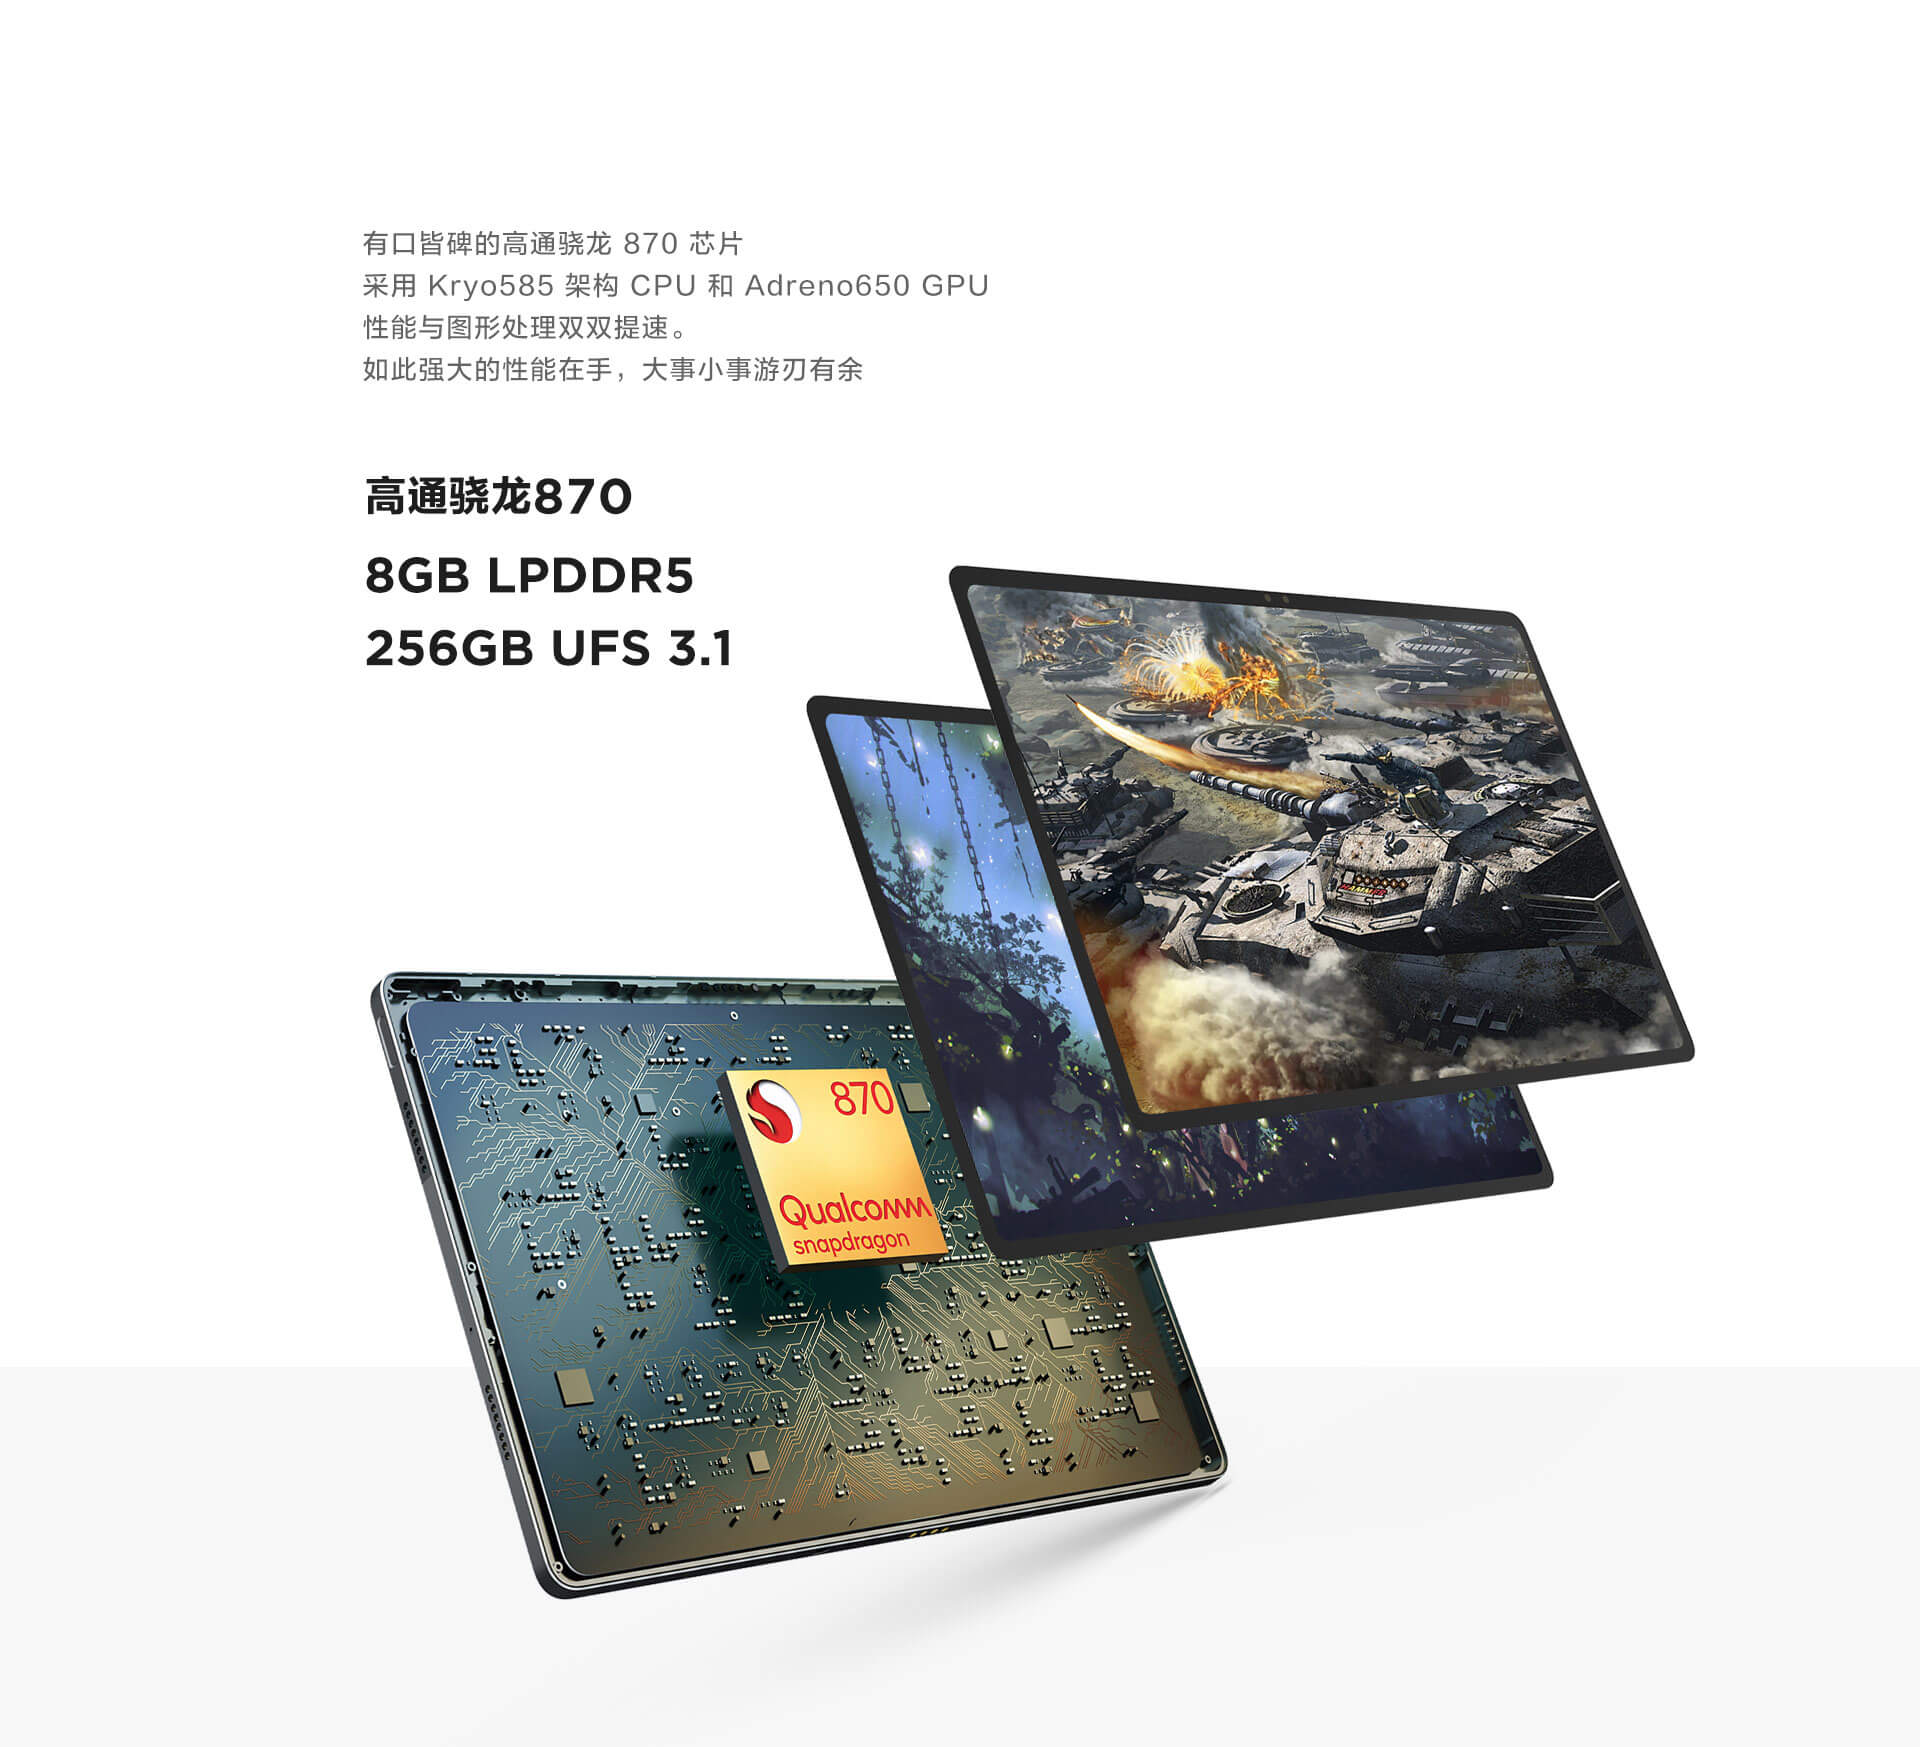 有口皆碑的高通骁龙 870 芯片
采用 Kryo585 架构 CPU 和 Adreno650 GPU
性能与图形处理双双提速。
如此强大的性能在手，大事小事游刃有余
高通骁龙870
8GB LPDDR5
256GB UFS 3.1
870
Qualcomm
snapdragon